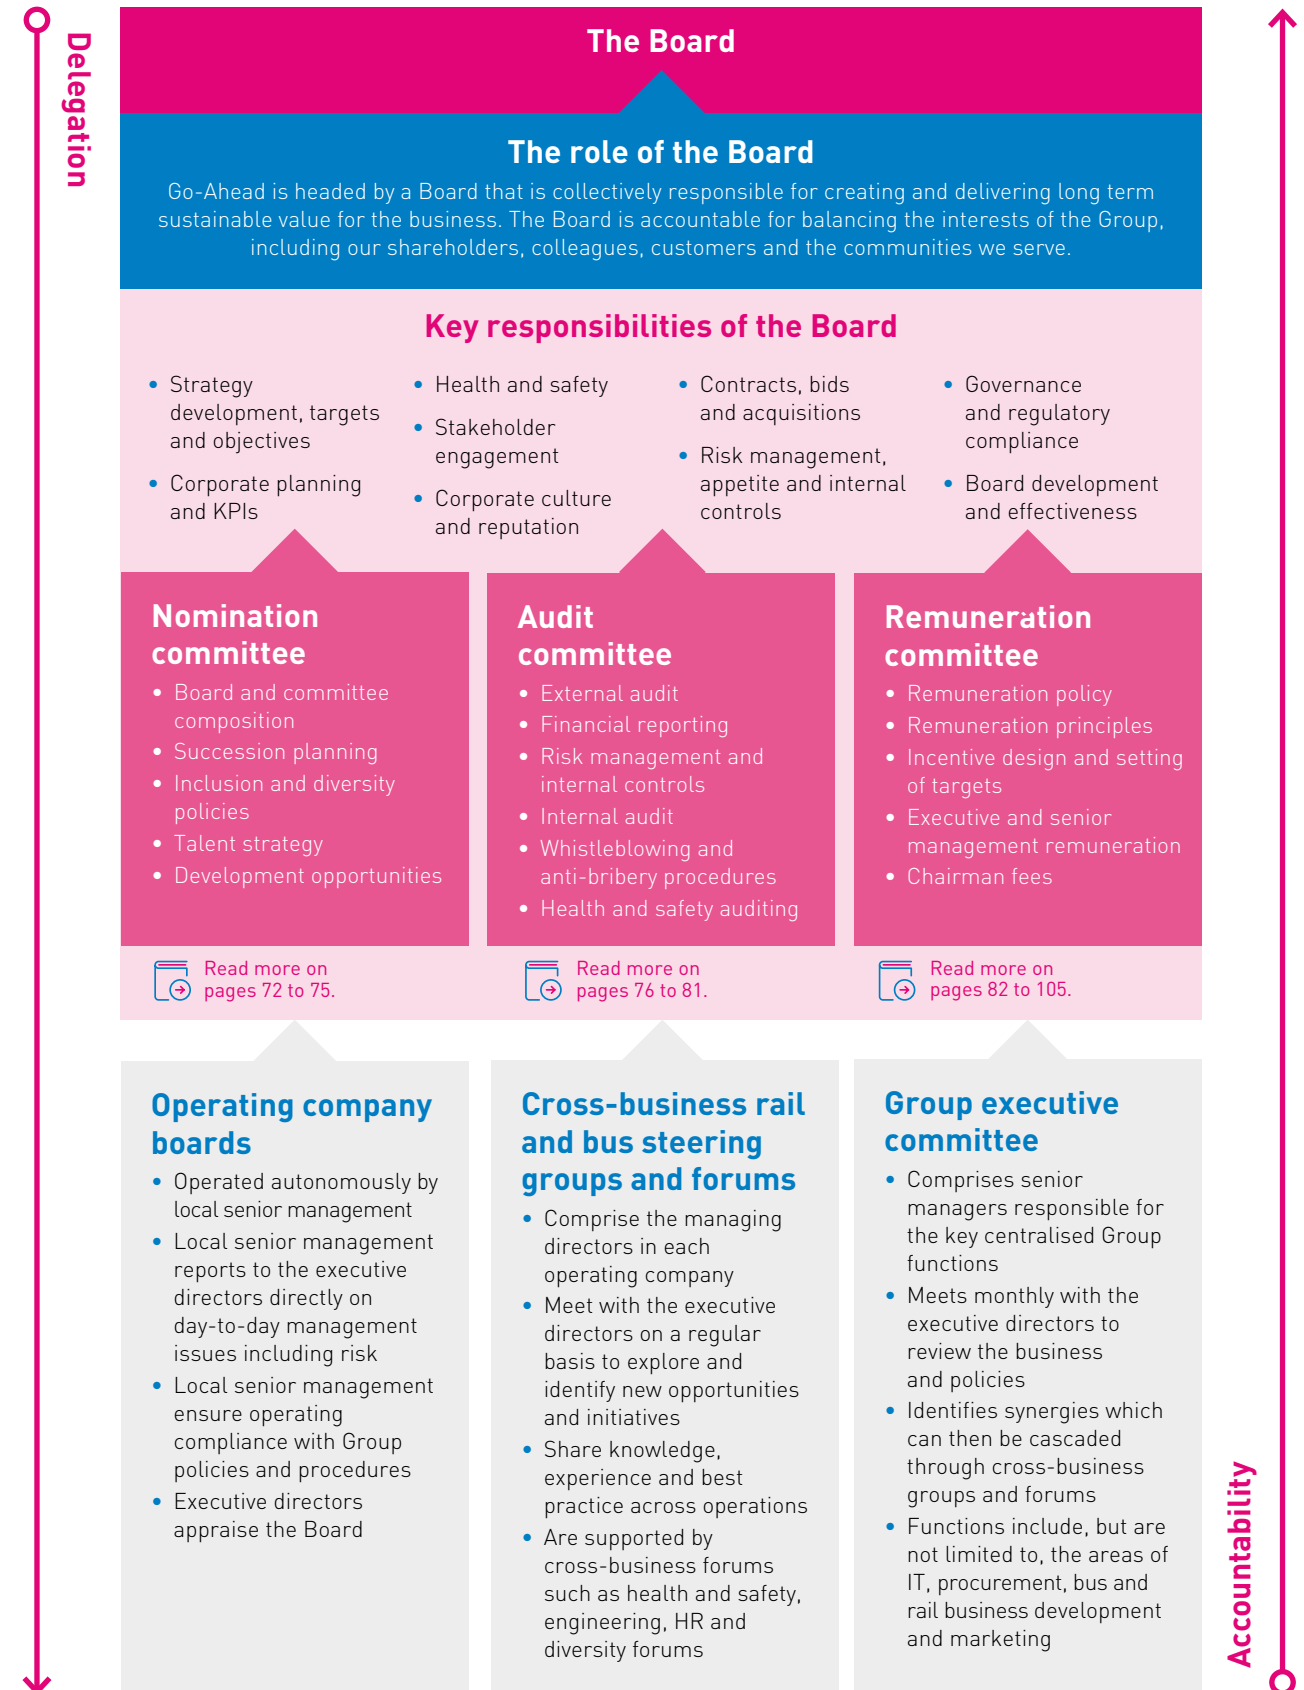 Delegation
The Board
The role of the Board
Go-Ahead is headed by a Board that is collectively responsible for creating and delivering long term
sustainable value for the business. The Board is accountable for balancing the interests of the Group,
including our shareholders, colleagues, customers and the communities we serve.
Key responsibilities of the Board
• Strategy
development, targets
and objectives
• Corporate planning
and KPIs
• Health and safety
• Stakeholder
engagement
• Corporate culture
and reputation
• Contracts, bids
and acquisitions
• Risk management,
appetite and internal
controls
• Governance
and regulatory
compliance
• Board development
and effectiveness
Nomination
committee
• Board and committee
composition
• Succession planning
• Inclusion and diversity
policies
• Talent strategy
• Development opportunities
Read more on
pages 72 to 75.
Audit
committee
• External audit
• Financial reporting
• Risk management and
internal controls
• Internal audit
• Whistleblowing and
anti-bribery procedures
• Health and safety auditing
Read more on
pages 76 to 81.
Remuneration
committee
• Remuneration policy
• Remuneration principles
• Incentive design and setting
of targets
• Executive and senior
management remuneration
• Chairman fees
Read more on
pages 82 to 105.
Operating company
boards
• Operated autonomously by
local senior management
• Local senior management
reports to the executive
directors directly on
day-to-day management
issues including risk
• Local senior management
ensure operating
compliance with Group
policies and procedures
• Executive directors
appraise the Board
Cross-business rail
and bus steering
groups and forums
• Comprise the managing
directors in each
operating company
• Meet with the executive
directors on a regular
basis to explore and
identify new opportunities
and initiatives
• Share knowledge,
experience and best
practice across operations
• Are supported by
cross-business forums
such as health and safety,
engineering, HR and
diversity forums
Group executive
committee
• Comprises senior
managers responsible for
the key centralised Group
functions
• Meets monthly with the
executive directors to
review the business
and policies
• Identifies synergies which
can then be cascaded
through cross-business
groups and forums
• Functions include, but are
not limited to, the areas of
IT, procurement, bus and
rail business development
and marketing
Accountability